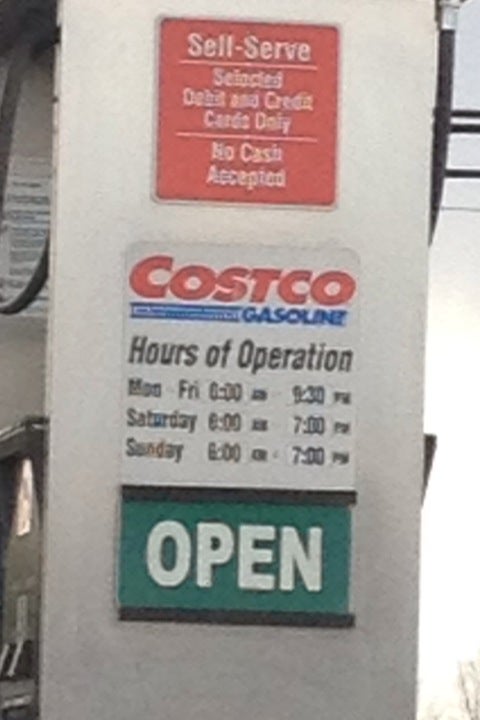 Self-Serve
Selected
Debit and Credit
Cards Only
No Cash
Accepted
COSTCO
GASOLINE
Hours of Operation
Mon - Fri 6:00 AM - 9:30 PM
Saturday 6:00 AM 7:00 PM
Sunday 6:00 AM - 7:00 PM
OPEN